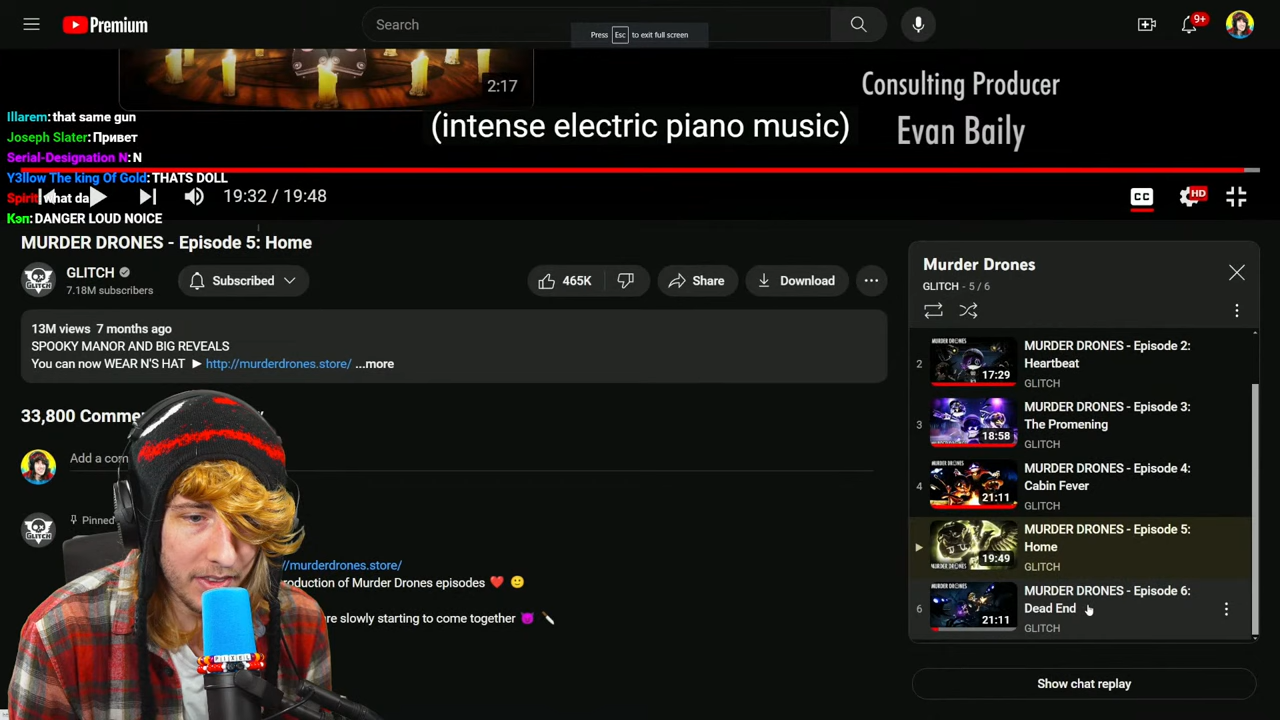 Premium
Search
Press Esc to exit full screen
9+
2:17
Consulting Producer
Evan Baily
(intense electric piano music)
Illarem: that same gun
Joseph Slater: Привет
Serial-Designation N: N
Y3llow The king Of Gold: THATS DOLL
Spirit: what da
Кэп: DANGER LOUD NOICE
19:32 / 19:48
CC
HD
MURDER DRONES - Episode 5: Home
GLITCH
7.18M subscribers
Subscribed
465K
Share
Download
13M views 7 months ago
SPOOKY MANOR AND BIG REVEALS
You can now WEAR N'S HAT ► http://murderdrones.store/ ...more
33,800
Add a com
Pinned
//murderdrones.store/
roduction of Murder Drones episodes ❤️ 🙂
re slowly starting to come together 😈 🔪
PIXIEL
Murder Drones
GLITCH - 5 / 6
2
17:29
MURDER DRONES - Episode 2:
Heartbeat
GLITCH
3
18:58
MURDER DRONES - Episode 3:
The Promening
GLITCH
4
21:11
MURDER DRONES - Episode 4:
Cabin Fever
GLITCH
19:49
MURDER DRONES - Episode 5:
Home
GLITCH
6
21:11
MURDER DRONES - Episode 6:
Dead End
GLITCH
Show chat replay